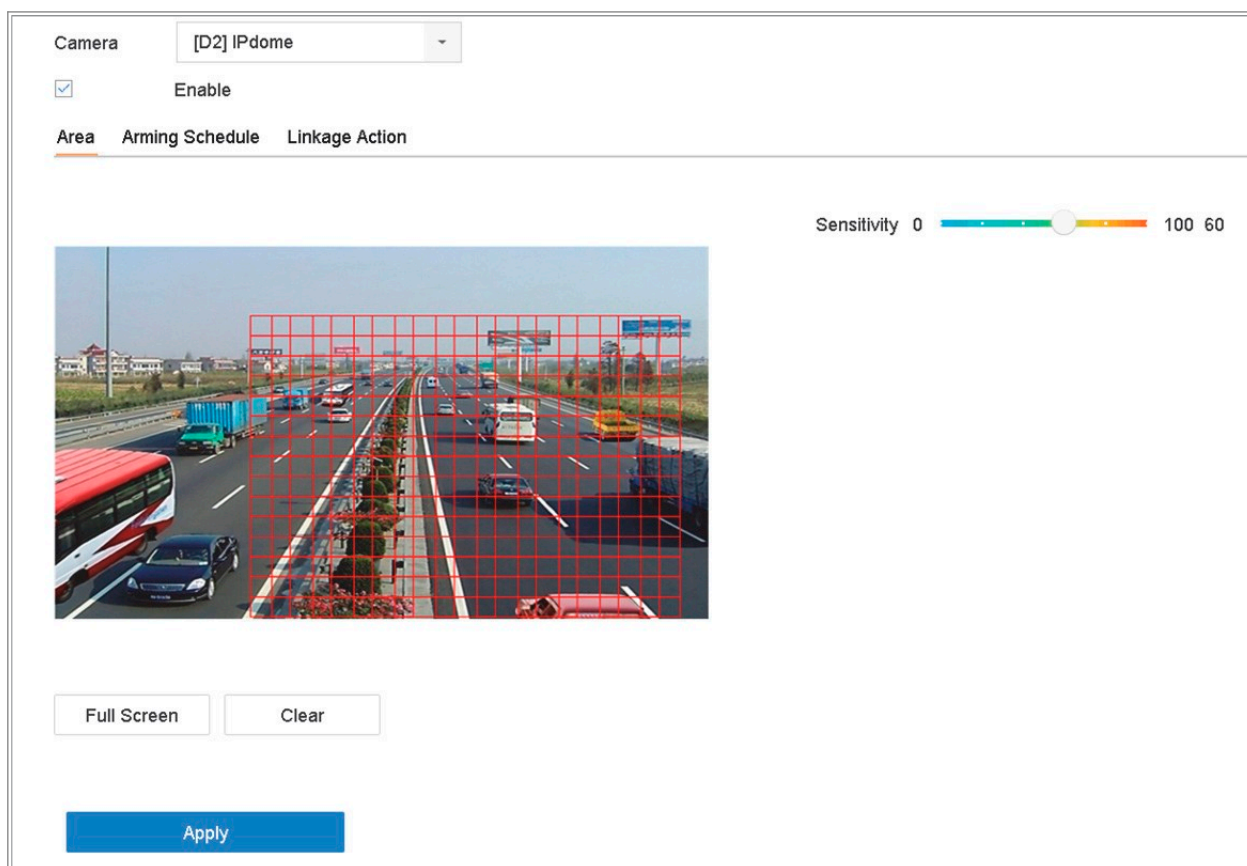 Camera [D2] IPdome
Enable
Area Arming Schedule Linkage Action
Sensitivity 0 100 60
Full Screen Clear
Apply